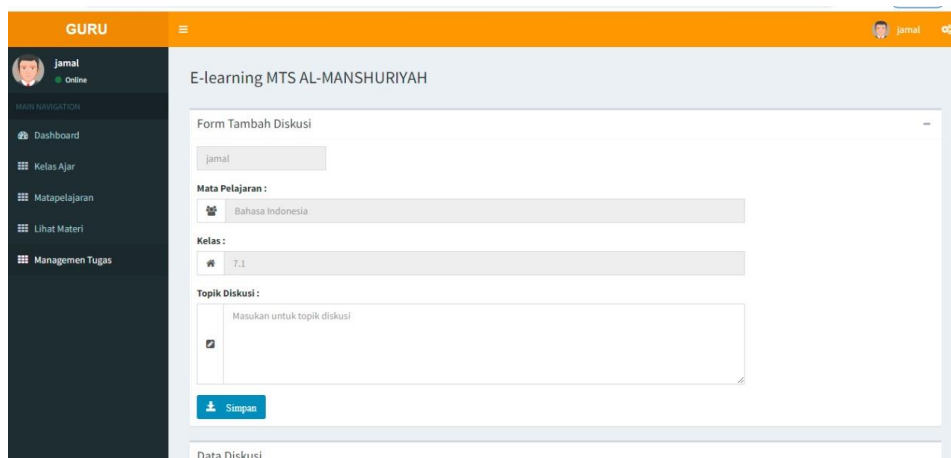 GURU
jamal
jamal
Online
MAIN NAVIGATION
E-learning MTS AL-MANSHURIYAH
Dashboard
Kelas Ajar
Matapelajaran
Lihat Materi
Managemen Tugas
Form Tambah Diskusi
jamal
Mata Pelajaran :
Bahasa Indonesia
Kelas :
7.1
Topik Diskusi :
Masukan untuk topik diskusi
Simpan
Data Diskusi